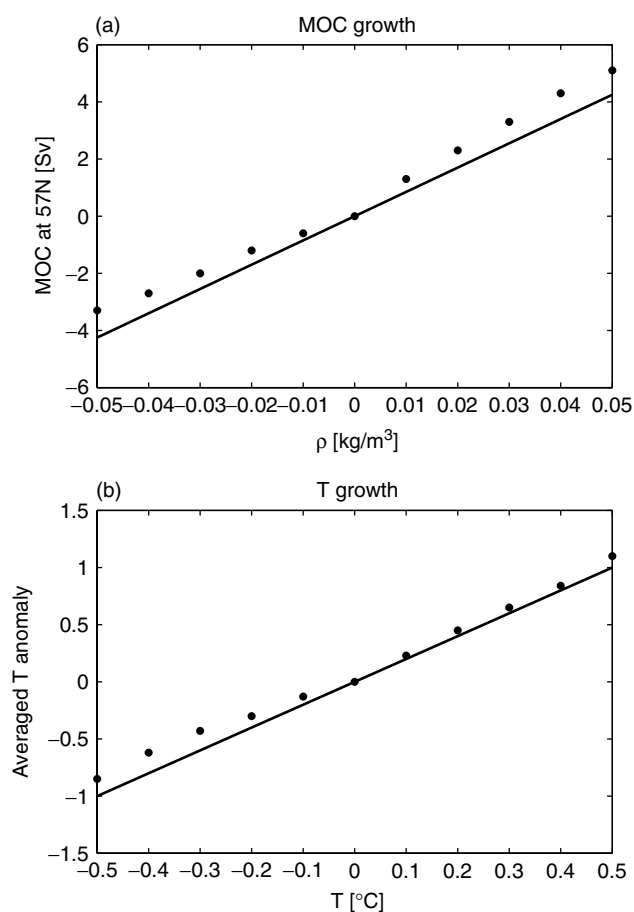 (a) MOC growth
6
4
2
0
−2
−4
−6
MOC at 57N [Sv]
−0.05 −0.04 −0.03 −0.02 −0.01 0 0.01 0.02 0.03 0.04 0.05
ρ [kg/m³]
(b) T growth
1.5
1
0.5
0
−0.5
−1
−1.5
Averaged T anomaly
−0.5 −0.4 −0.3 −0.2 −0.1 0 0.1 0.2 0.3 0.4 0.5
T [°C]